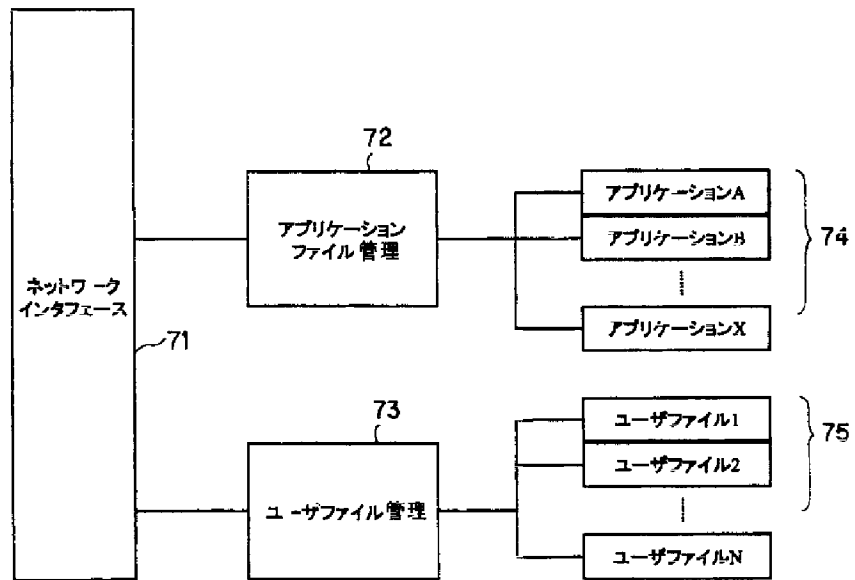 ネットワーク
インタフェース
71
72
アプリケーション
ファイル管理
アプリケーションA
アプリケーションB
アプリケーションX
74
73
ユーザファイル管理
ユーザファイル1
ユーザファイル2
ユーザファイルN
75